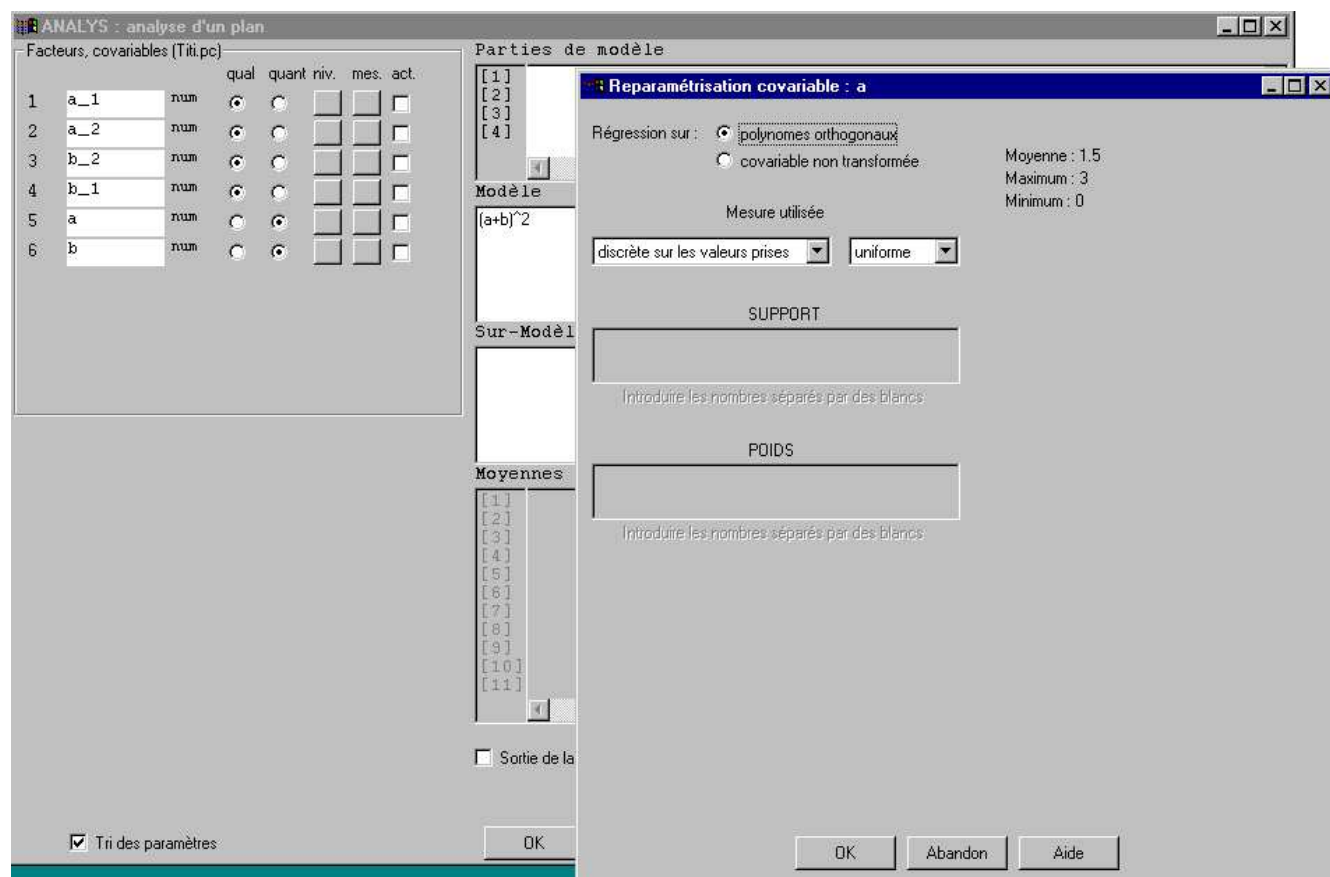 ANALYS : analyse d'un plan
Facteurs, covariables (Titi.pc)
qual quant niv. mes. act.
1 a_1 num
2 a_2 num
3 b_2 num
4 b_1 num
5 a num
6 b num
Tri des paramètres
Parties de modèle
[1]
[2]
[3]
[4]
Modèle
(a+b)^2
Sur-Modèl
Moyennes
[1]
[2]
[3]
[4]
[5]
[6]
[7]
[8]
[9]
[10]
[11]
Sortie de la
OK
Reparamétrisation covariable : a
Régression sur : polynomes orthogonaux
covariable non transformée
Moyenne : 1.5
Maximum : 3
Minimum : 0
Mesure utilisée
discrète sur les valeurs prises uniforme
SUPPORT
Introduire les nombres séparés par des blancs
POIDS
Introduire les nombres séparés par des blancs
OK Abandon Aide